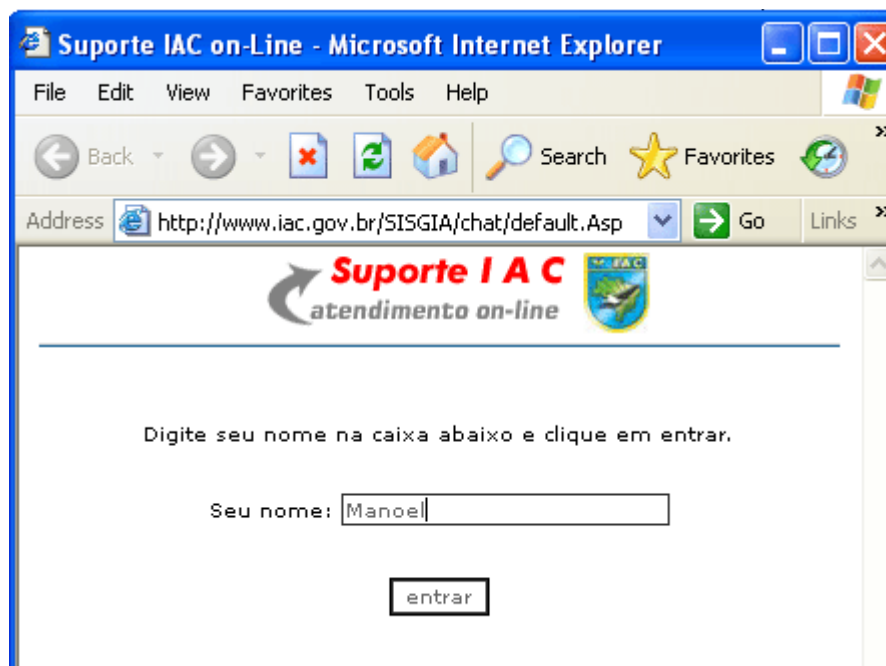 Suporte IAC on-Line - Microsoft Internet Explorer
File Edit View Favorites Tools Help
Back Search Favorites »
Address http://www.iac.gov.br/SISGIA/chat/default.Asp Go Links »
Suporte I A C
IAC
atendimento on-line
Digite seu nome na caixa abaixo e clique em entrar.
Seu nome: Manoel
entrar